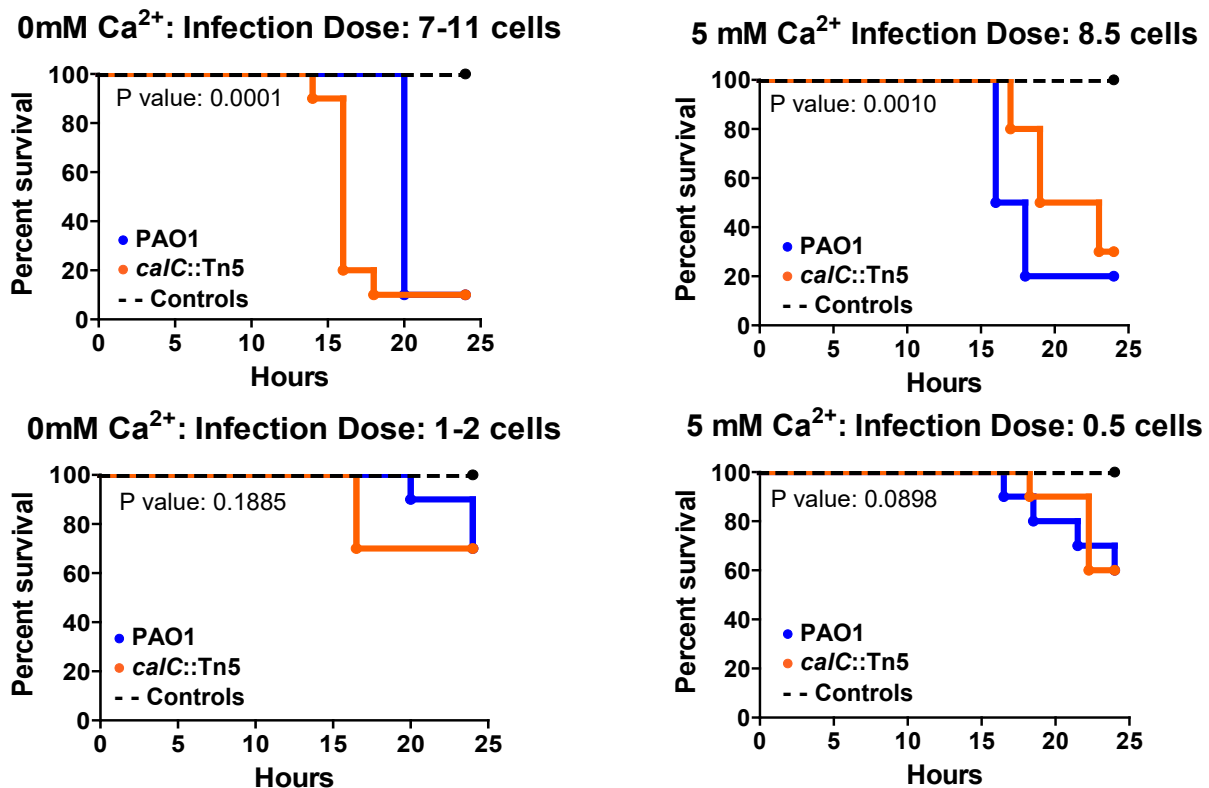 0mM Ca²⁺: Infection Dose: 7-11 cells
Percent survival
100
80
60
40
20
0
P value: 0.0001
PAO1
calC::Tn5
- - Controls
0 5 10 15 20 25
Hours
5 mM Ca²⁺ Infection Dose: 8.5 cells
Percent survival
100
80
60
40
20
0
P value: 0.0010
PAO1
calC::Tn5
- - Controls
0 5 10 15 20 25
Hours
0mM Ca²⁺: Infection Dose: 1-2 cells
Percent survival
100
80
60
40
20
0
P value: 0.1885
PAO1
calC::Tn5
- - Controls
0 5 10 15 20 25
Hours
5 mM Ca²⁺: Infection Dose: 0.5 cells
Percent survival
100
80
60
40
20
0
P value: 0.0898
PAO1
calC::Tn5
- - Controls
0 5 10 15 20 25
Hours